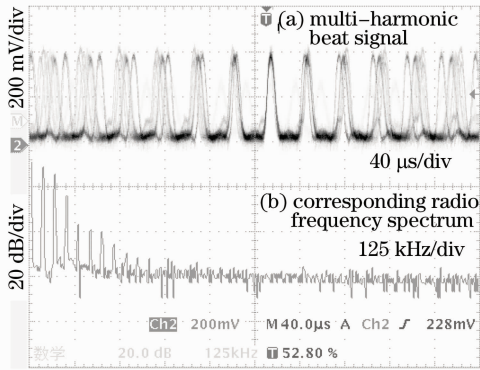 T
(a) multi-harmonic
beat signal
200 mV/div
M
2
40 μs/div
(b) corresponding radio
frequency spectrum
125 kHz/div
20 dB/div
Ch2 200mV M 40.0μs A Ch2 ʃ 228mV
数学 20.0 dB 125kHz T 52.80 %